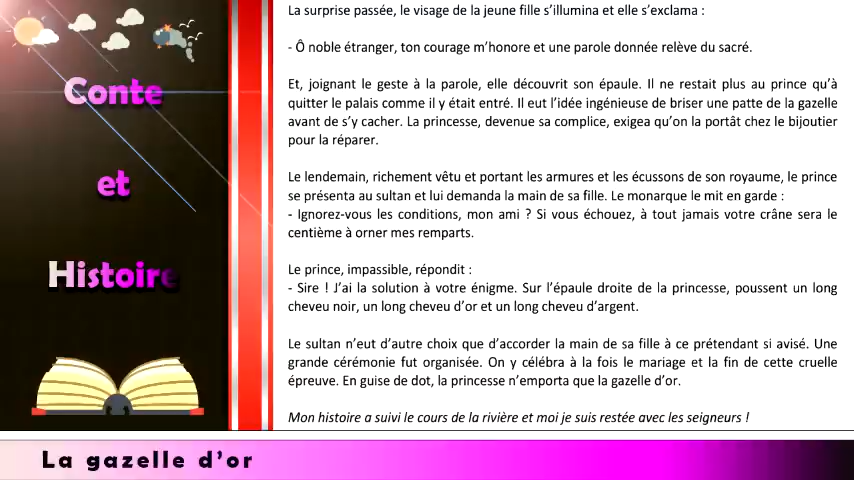 Conte
et
Histoire
La surprise passée, le visage de la jeune fille s’illumina et elle s’exclama :
- Ô noble étranger, ton courage m’honore et une parole donnée relève du sacré.
Et, joignant le geste à la parole, elle découvrit son épaule. Il ne restait plus au prince qu’à
quitter le palais comme il y était entré. Il eut l’idée ingénieuse de briser une patte de la gazelle
avant de s’y cacher. La princesse, devenue sa complice, exigea qu’on la portât chez le bijoutier
pour la réparer.
Le lendemain, richement vêtu et portant les armures et les écussons de son royaume, le prince
se présenta au sultan et lui demanda la main de sa fille. Le monarque le mit en garde :
- Ignorez-vous les conditions, mon ami ? Si vous échouez, à tout jamais votre crâne sera le
centième à orner mes remparts.
Le prince, impassible, répondit :
- Sire ! J’ai la solution à votre énigme. Sur l’épaule droite de la princesse, poussent un long
cheveu noir, un long cheveu d’or et un long cheveu d’argent.
Le sultan n’eut d’autre choix que d’accorder la main de sa fille à ce prétendant si avisé. Une
grande cérémonie fut organisée. On y célébra à la fois le mariage et la fin de cette cruelle
épreuve. En guise de dot, la princesse n’emporta que la gazelle d’or.
Mon histoire a suivi le cours de la rivière et moi je suis restée avec les seigneurs !
La gazelle d’or